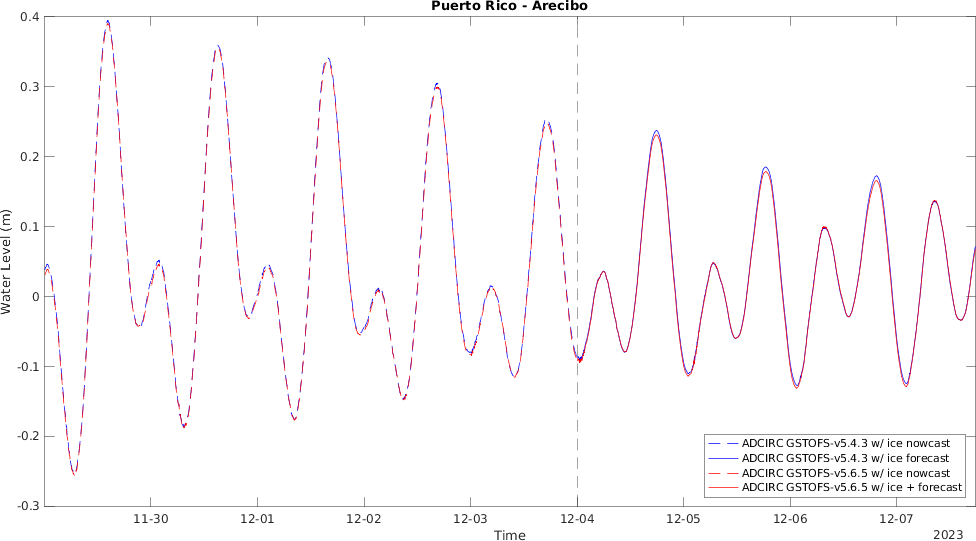 Puerto Rico - Arecibo
0.4
0.3
0.2
0.1
0
-0.1
-0.2
-0.3
Water Level (m)
ADCIRC GSTOFS-v5.4.3 w/ ice nowcast
ADCIRC GSTOFS-v5.4.3 w/ ice forecast
ADCIRC GSTOFS-v5.6.5 w/ ice nowcast
ADCIRC GSTOFS-v5.6.5 w/ ice + forecast
11-30 12-01 12-02 12-03 12-04 12-05 12-06 12-07
Time
2023